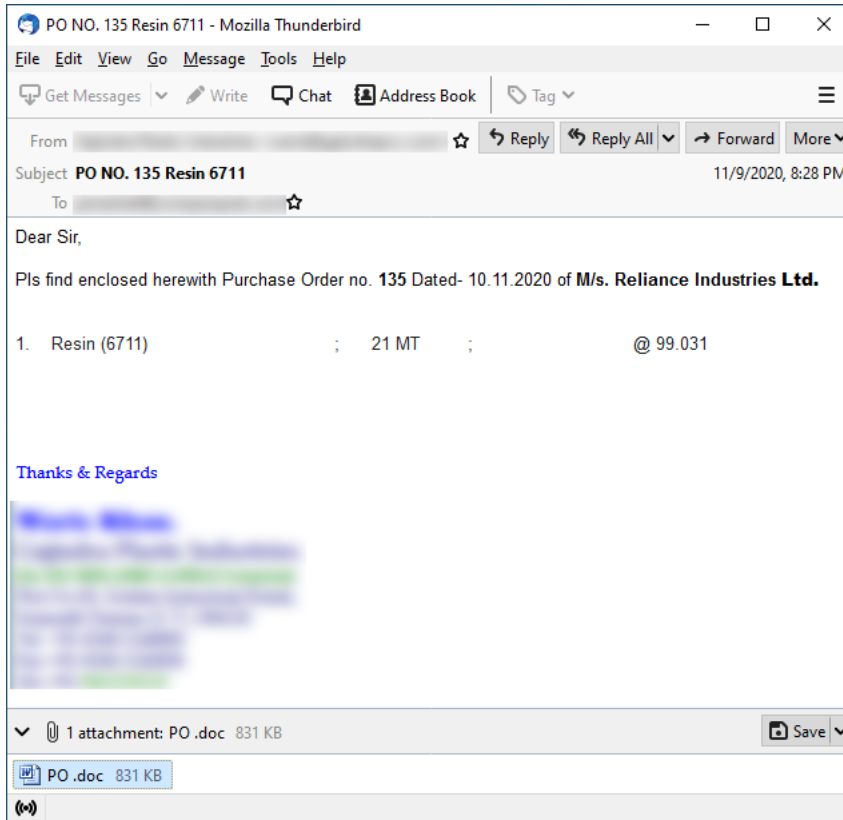 PO NO. 135 Resin 6711 - Mozilla Thunderbird
File Edit View Go Message Tools Help
Get Messages Write Chat Address Book Tag
From Reply Reply All Forward More
Subject PO NO. 135 Resin 6711 11/9/2020, 8:28 PM
To
Dear Sir,
Pls find enclosed herewith Purchase Order no. 135 Dated- 10.11.2020 of M/s. Reliance Industries Ltd.
1. Resin (6711) ; 21 MT ; @ 99.031
Thanks & Regards
1 attachment: PO .doc 831 KB Save
PO .doc 831 KB